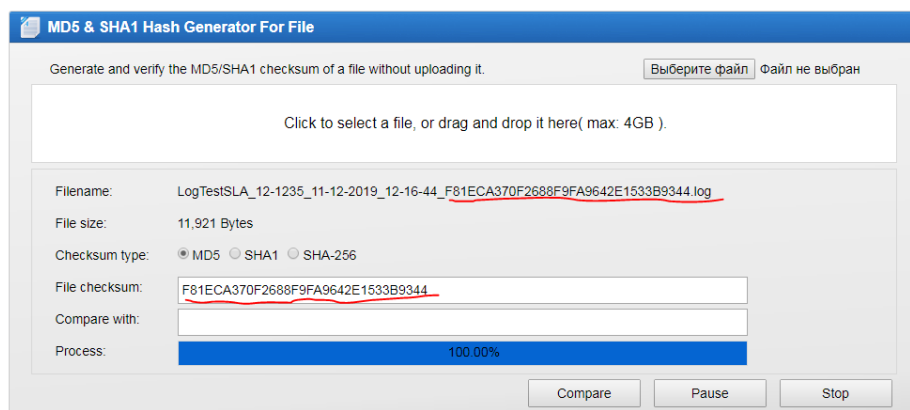 MD5 & SHA1 Hash Generator For File
Generate and verify the MD5/SHA1 checksum of a file without uploading it. Выберите файл Файл не выбран
Click to select a file, or drag and drop it here( max: 4GB ).
Filename: LogTestSLA_12-1235_11-12-2019_12-16-44_F81ECA370F2688F9FA9642E1533B9344.log
File size: 11,921 Bytes
Checksum type: MD5 SHA1 SHA-256
File checksum: F81ECA370F2688F9FA9642E1533B9344
Compare with:
Process: 100.00%
Compare Pause Stop